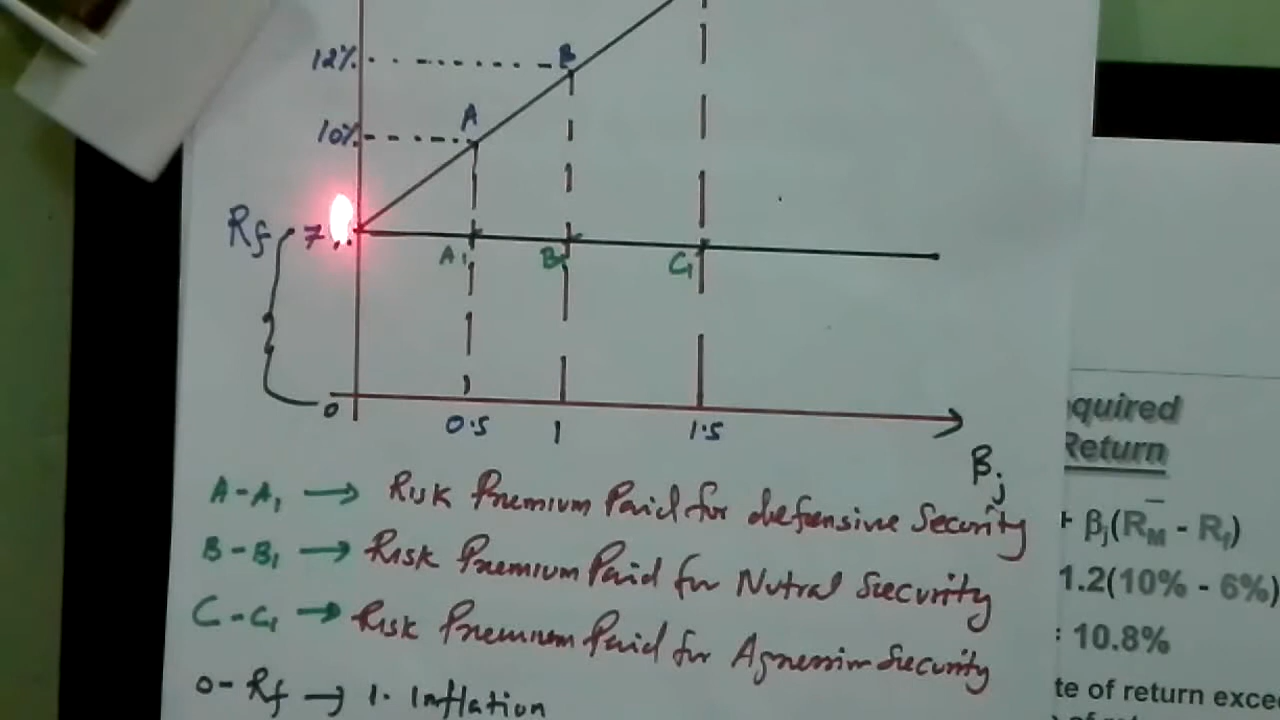 12%
B
10%
A
Rf
7
A1
B1
C1
0
0.5
1
1.5
βj
A-A1 → Risk Premium Paid for defensive Security
B-B1 → Risk Premium Paid for Nutral Security
C-C1 → Risk Premium Paid for Security
0-Rf → 1. Inflation
equired
Return
+ βj(RM - Rf)
1.2(10% - 6%)
= 10.8%
te of return exce